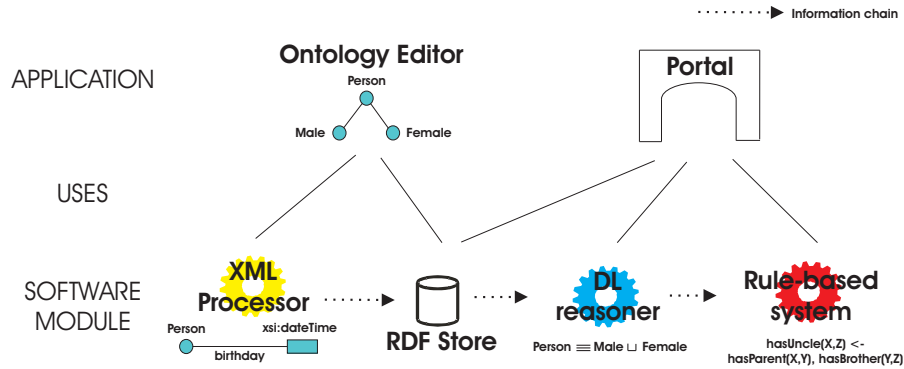 Information chain
APPLICATION
Ontology Editor
Person
Male
Female
Portal
USES
SOFTWARE
MODULE
XML
Processor
Person
xsi:dateTime
birthday
RDF Store
DL
reasoner
Person ≡ Male ⊔ Female
Rule-based
system
hasUncle(X,Z) <-
hasParent(X,Y), hasBrother(Y,Z)